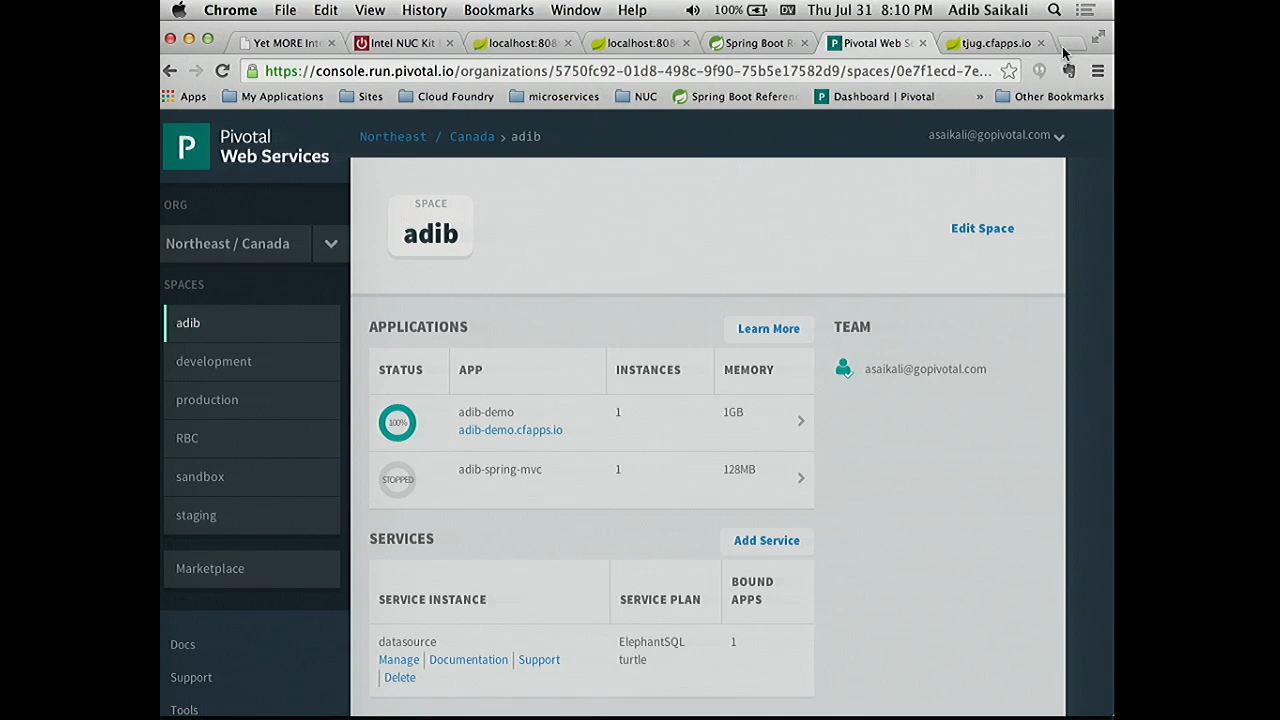 Chrome File Edit View History Bookmarks Window Help 100% DV Thu Jul 31 8:10 PM Adib Saikali
Yet MORE Inte Intel NUC Kit localhost:808 localhost:808 Spring Boot R Pivotal Web Se tjug.cfapps.io
https://console.run.pivotal.io/organizations/5750fc92-01d8-498c-9f90-75b5e17582d9/spaces/0e7f1ecd-7e...
Apps My Applications Sites Cloud Foundry microservices NUC Spring Boot Referenc Dashboard | Pivotal » Other Bookmarks
P Pivotal
Web Services
Northeast / Canada > adib
asaikali@gopivotal.com
ORG
Northeast / Canada
SPACES
adib
development
production
RBC
sandbox
staging
Marketplace
Docs
Support
Tools
SPACE
adib
Edit Space
APPLICATIONS
Learn More
STATUS APP INSTANCES MEMORY
100% adib-demo 1 1GB
adib-demo.cfapps.io
STOPPED adib-spring-mvc 1 128MB
SERVICES
Add Service
SERVICE INSTANCE SERVICE PLAN BOUND APPS
datasource ElephantSQL 1
turtle
Manage | Documentation | Support
| Delete
TEAM
asaikali@gopivotal.com